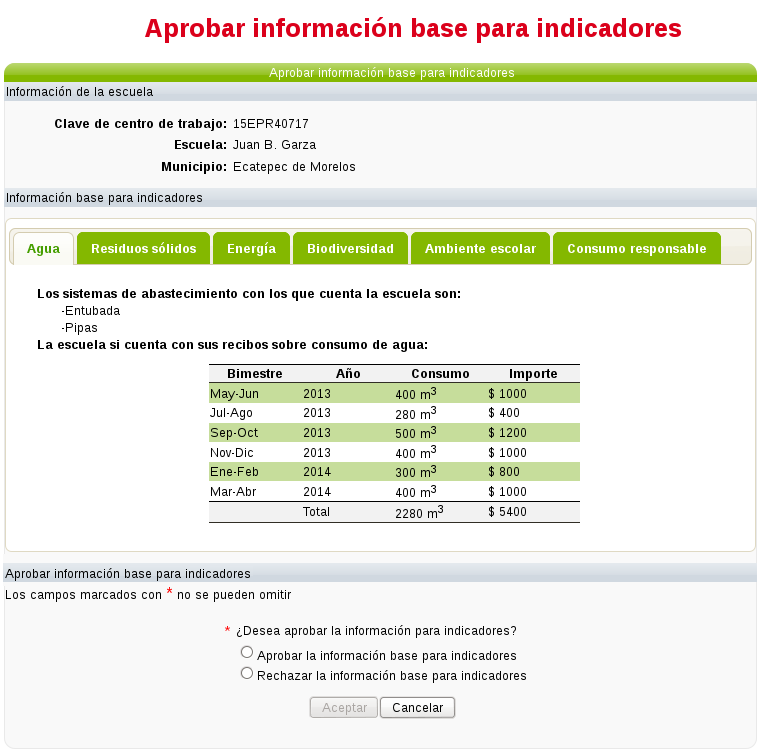 Aprobar información base para indicadores
Aprobar información base para indicadores
Información de la escuela
Clave de centro de trabajo: 15EPR40717
Escuela: Juan B. Garza
Municipio: Ecatepec de Morelos
Información base para indicadores
Agua Residuos sólidos Energía Biodiversidad Ambiente escolar Consumo responsable
Los sistemas de abastecimiento con los que cuenta la escuela son:
-Entubada
-Pipas
La escuela si cuenta con sus recibos sobre consumo de agua:
Bimestre Año Consumo Importe
May-Jun 2013 400 m³ $ 1000
Jul-Ago 2013 280 m³ $ 400
Sep-Oct 2013 500 m³ $ 1200
Nov-Dic 2013 400 m³ $ 1000
Ene-Feb 2014 300 m³ $ 800
Mar-Abr 2014 400 m³ $ 1000
Total 2280 m³ $ 5400
Aprobar información base para indicadores
Los campos marcados con * no se pueden omitir
* ¿Desea aprobar la información para indicadores?
Aprobar la información base para indicadores
Rechazar la información base para indicadores
Aceptar Cancelar